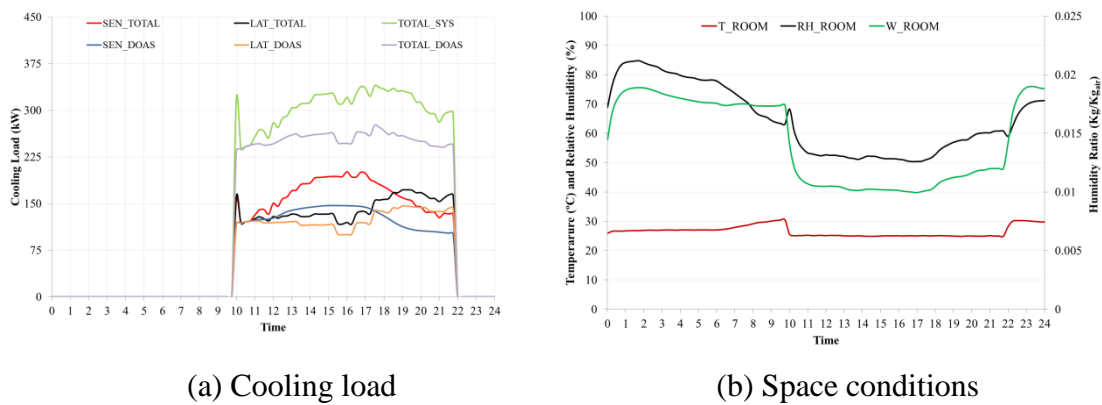 SEN_TOTAL LAT_TOTAL TOTAL_SYS
SEN_DOAS LAT_DOAS TOTAL_DOAS
Cooling Load (kW)
450
375
300
225
150
75
0
0 1 2 3 4 5 6 7 8 9 10 11 12 13 14 15 16 17 18 19 20 21 22 23 24
Time
(a) Cooling load
T_ROOM RH_ROOM W_ROOM
Temperarure (°C) and Relative Humiditity (%)
100
90
80
70
60
50
40
30
20
10
0
0.025
0.02
0.015
0.01
0.005
0
Humidity Ratio (Kg/Kgair)
0 1 2 3 4 5 6 7 8 9 10 11 12 13 14 15 16 17 18 19 20 21 22 23 24
Time
(b) Space conditions